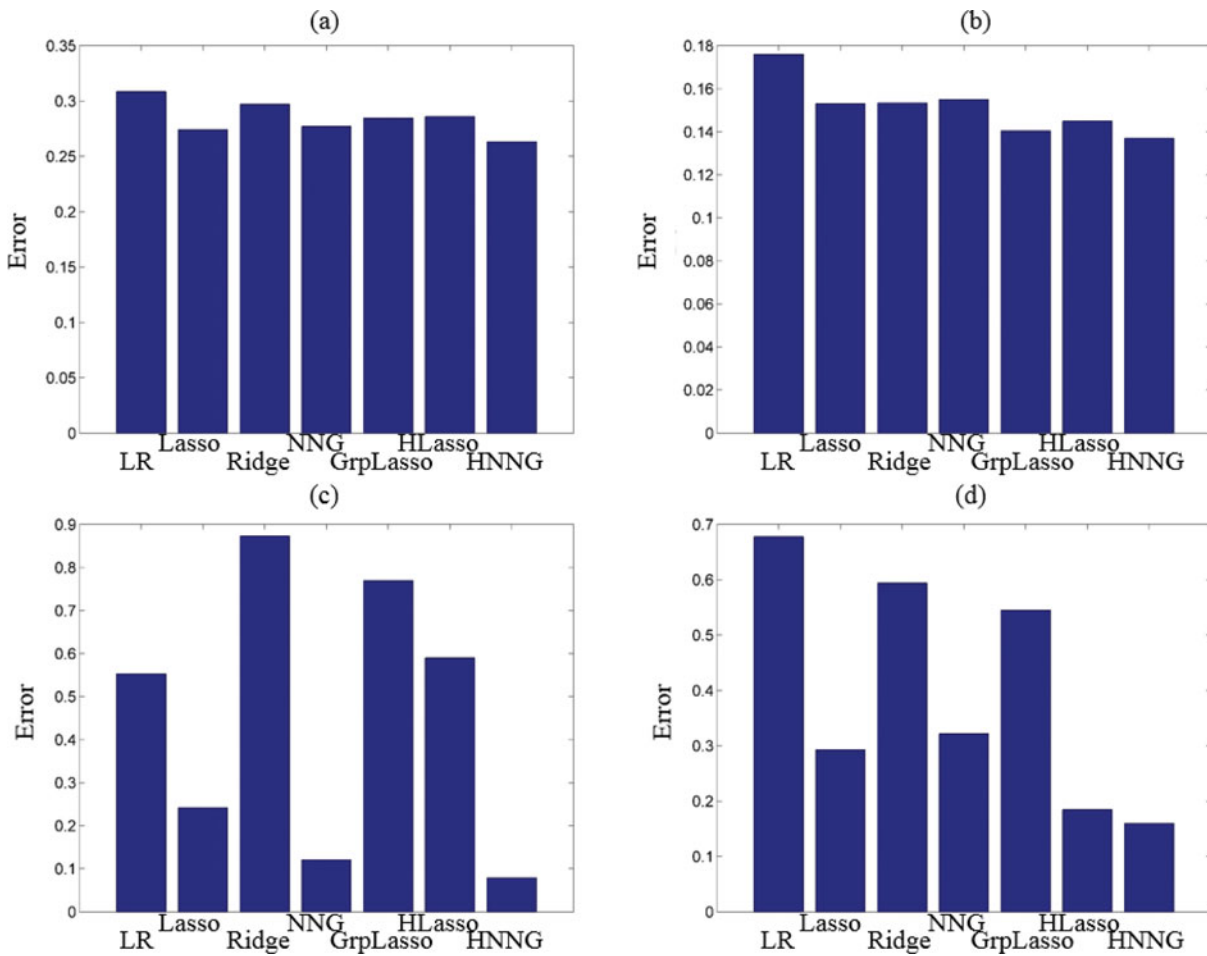 (a)
0.35
0.3
0.25
0.2
0.15
0.1
0.05
0
Error
Lasso NNG HLasso
LR Ridge GrpLasso HNNG
(b)
0.18
0.16
0.14
0.12
0.1
0.08
0.06
0.04
0.02
0
Error
Lasso NNG HLasso
LR Ridge GrpLasso HNNG
(c)
0.9
0.8
0.7
0.6
0.5
0.4
0.3
0.2
0.1
0
Error
Lasso NNG HLasso
LR Ridge GrpLasso HNNG
(d)
0.7
0.6
0.5
0.4
0.3
0.2
0.1
0
Error
Lasso NNG HLasso
LR Ridge GrpLasso HNNG